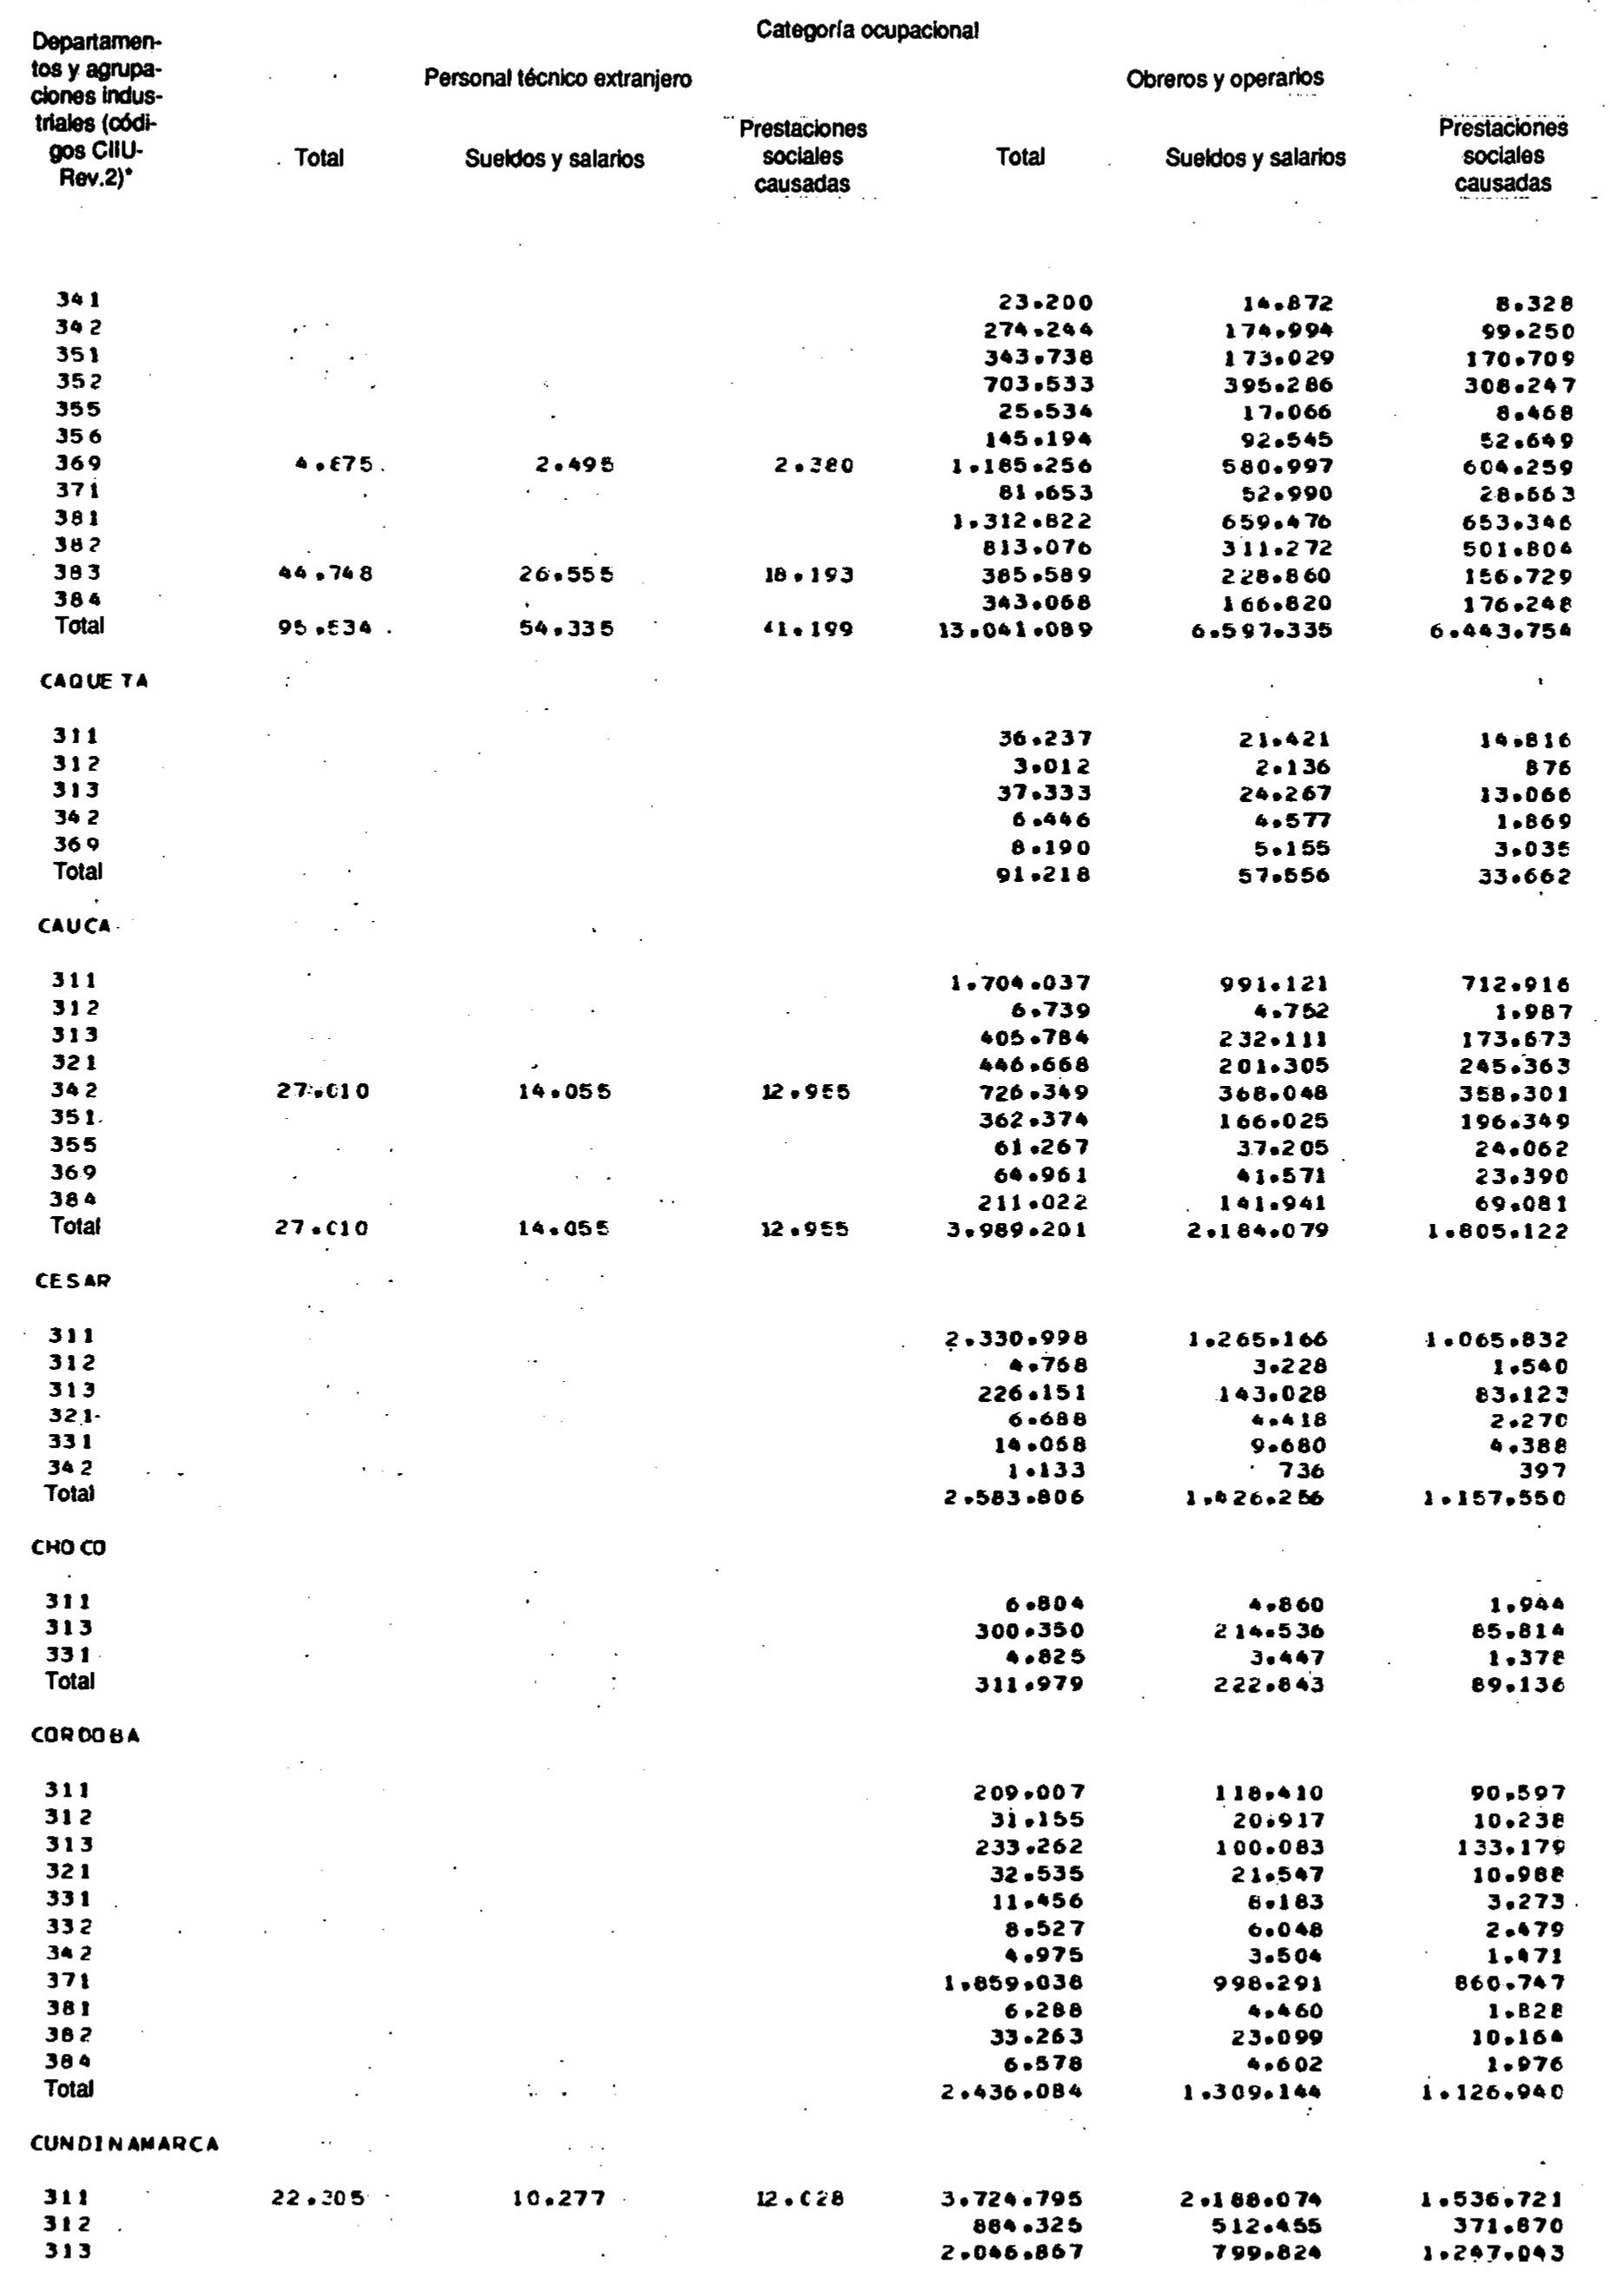 Categoría ocupacional
Departamen-
tos y agrupa-
ciones indus-
triales (códi-
gos CIIU-
Rev.2)*
Personal técnico extranjero
Obreros y operarios
Total
Sueldos y salarios
Prestaciones
sociales
causadas
Total
Sueldos y salarios
Prestaciones
sociales
causadas
341 23.200 14.872 8.328
342 274.244 174.994 99.250
351 343.738 173.029 170.709
352 703.533 395.286 308.247
355 25.534 17.066 8.468
356 145.194 92.545 52.649
369 2.495 2.380 1.185.256 580.997 604.259
371 81.653 52.990 28.663
381 1.312.822 659.476 653.346
382 813.076 311.272 501.804
383 44.748 26.555 18.193 385.589 228.860 156.729
384 343.068 166.820 176.248
Total 95.534 54.335 41.199 13.041.089 6.597.335 6.443.754
CAQUETA
311 36.237 21.421 14.816
312 3.012 2.136 876
313 37.333 24.267 13.066
342 6.446 4.577 1.869
369 8.190 5.155 3.035
Total 91.218 57.556 33.662
CAUCA
311 1.704.037 991.121 712.916
312 6.739 4.752 1.987
313 405.784 232.111 173.673
321 446.668 201.305 245.363
342 27.010 14.055 12.955 726.349 368.048 358.301
351 362.374 166.025 196.349
355 61.267 37.205 24.062
369 64.961 41.571 23.390
384 211.022 141.941 69.081
Total 27.010 14.055 12.955 3.989.201 2.184.079 1.805.122
CESAR
311 2.330.998 1.265.166 1.065.832
312 4.768 3.228 1.540
313 226.151 143.028 83.123
321 6.688 4.418 2.270
331 14.068 9.680 4.388
342 1.133 736 397
Total 2.583.806 1.426.256 1.157.550
CHOCO
311 6.804 4.860 1.944
313 300.350 214.536 85.814
331 4.825 3.447 1.378
Total 311.979 222.843 89.136
CORDOBA
311 209.007 118.410 90.597
312 31.155 20.917 10.238
313 233.262 100.083 133.179
321 32.535 21.547 10.988
331 11.456 8.183 3.273
332 8.527 6.048 2.479
342 4.975 3.504 1.471
371 1.859.038 998.291 860.747
381 6.288 4.460 1.828
382 33.263 23.099 10.164
384 6.578 4.602 1.976
Total 2.436.084 1.309.144 1.126.940
CUNDINAMARCA
311 22.305 10.277 12.028 3.724.795 2.188.074 1.536.721
312 884.325 512.455 371.870
313 2.046.867 799.824 1.247.043